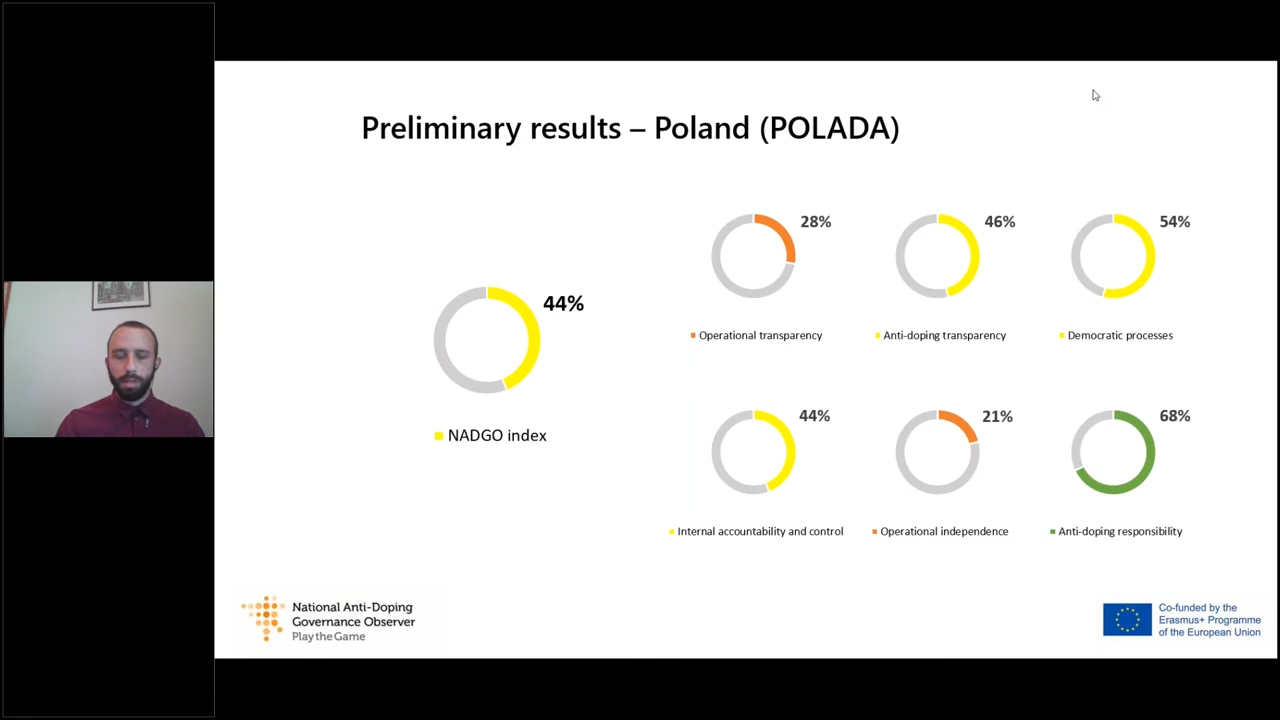 Preliminary results – Poland (POLADA)
28%
46%
54%
Operational transparency
Anti-doping transparency
Democratic processes
44%
NADGO index
44%
21%
68%
Internal accountability and control
Operational independence
Anti-doping responsibility
National Anti-Doping
Governance Observer
Play the Game
Co-funded by the
Erasmus+ Programme
of the European Union